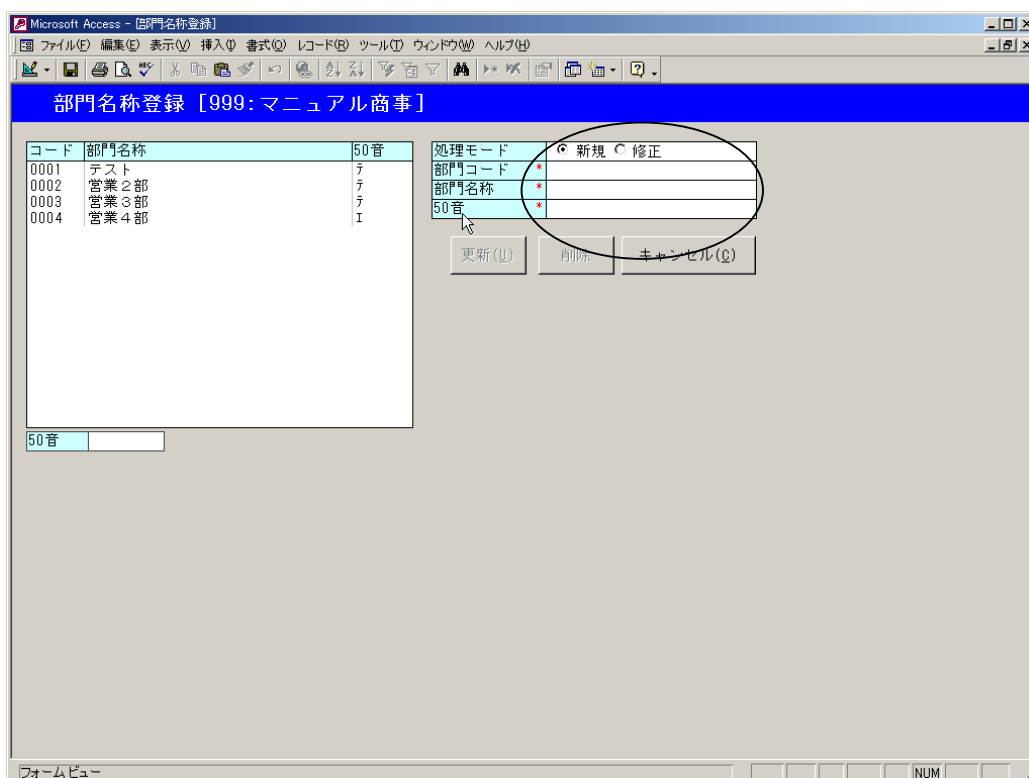 Microsoft Access - [部門名称登録]
ファイル(F) 編集(E) 表示(V) 挿入(I) 書式(O) レコード(R) ツール(T) ウィンドウ(W) ヘルプ(H)
部門名称登録 [999:マニュアル商事]
コード 部門名称 50音
0001 テスト ﾃ
0002 営業２部 ﾃ
0003 営業３部 ﾃ
0004 営業４部 I
50音
処理モード 新規 修正
部門コード *
部門名称 *
50音 *
更新(U) 削除 キャンセル(C)
フォームビュー NUM